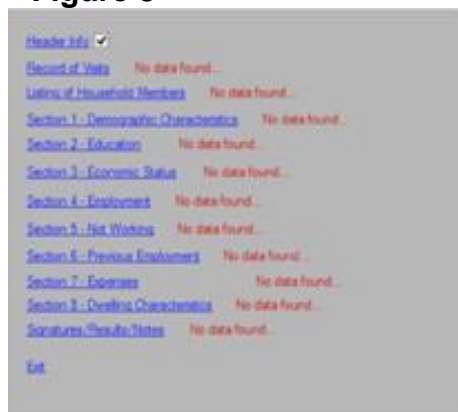 Figure 3
Header Info
Record of Visits No data found...
Listing of Household Members No data found...
Section 1 - Demographic Characteristics No data found...
Section 2 - Education No data found...
Section 3 - Economic Status No data found...
Section 4 - Employment No data found...
Section 5 - Not Working No data found...
Section 6 - Previous Employment No data found...
Section 7 - Expenses No data found...
Section 8 - Dwelling Characteristics No data found...
Signatures/Results/Notes No data found...
Exit